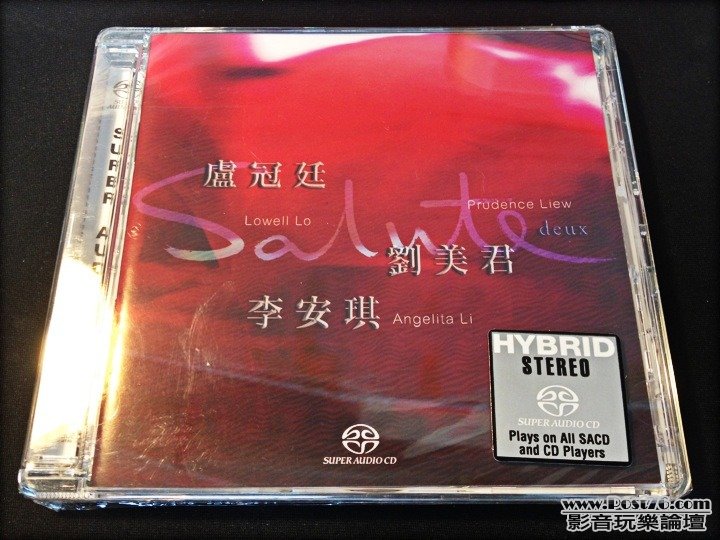 盧冠廷
Lowell Lo
Prudence Liew
Salute
deux
劉美君
李安琪 Angelita Li
HYBRID
STEREO
SUPER AUDIO CD
Plays on All SACD
and CD Players
SUPER AUDIO CD
SUPER AU
www.Post76.com
影音玩樂論壇